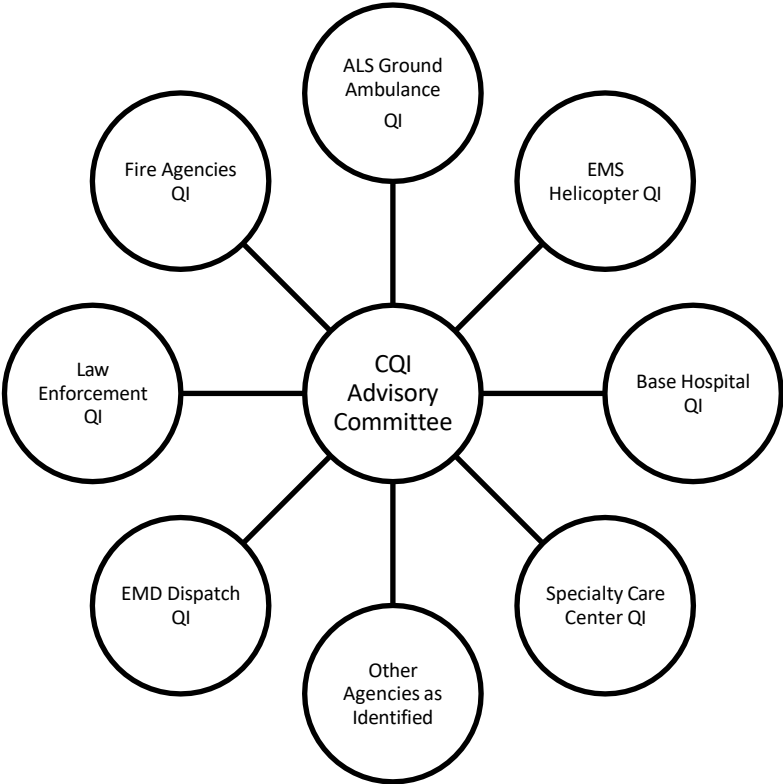 ALS Ground
Ambulance
QI
Fire Agencies
QI
EMS
Helicopter QI
Law
Enforcement
QI
CQI
Advisory
Committee
Base Hospital
QI
EMD Dispatch
QI
Specialty Care
Center QI
Other
Agencies as
Identified